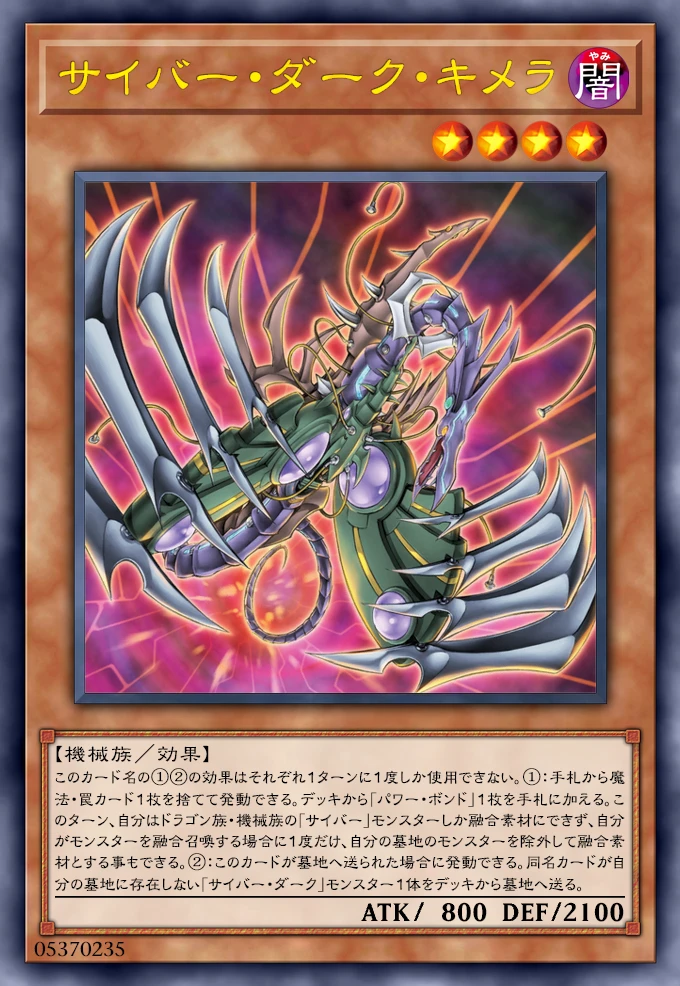 サイバー・ダーク・キメラ
やみ
闇
【機械族／効果】
このカード名の①②の効果はそれぞれ1ターンに1度しか使用できない。①：手札から魔
法・罠カード1枚を捨てて発動できる。デッキから「パワー・ボンド」1枚を手札に加える。こ
のターン、自分はドラゴン族・機械族の「サイバー」モンスターしか融合素材にできず、自分
がモンスターを融合召喚する場合に1度だけ、自分の墓地のモンスターを除外して融合素
材とする事もできる。②：このカードが墓地へ送られた場合に発動できる。同名カードが自
分の墓地に存在しない「サイバー・ダーク」モンスター1体をデッキから墓地へ送る。
ATK/ 800 DEF/2100
05370235